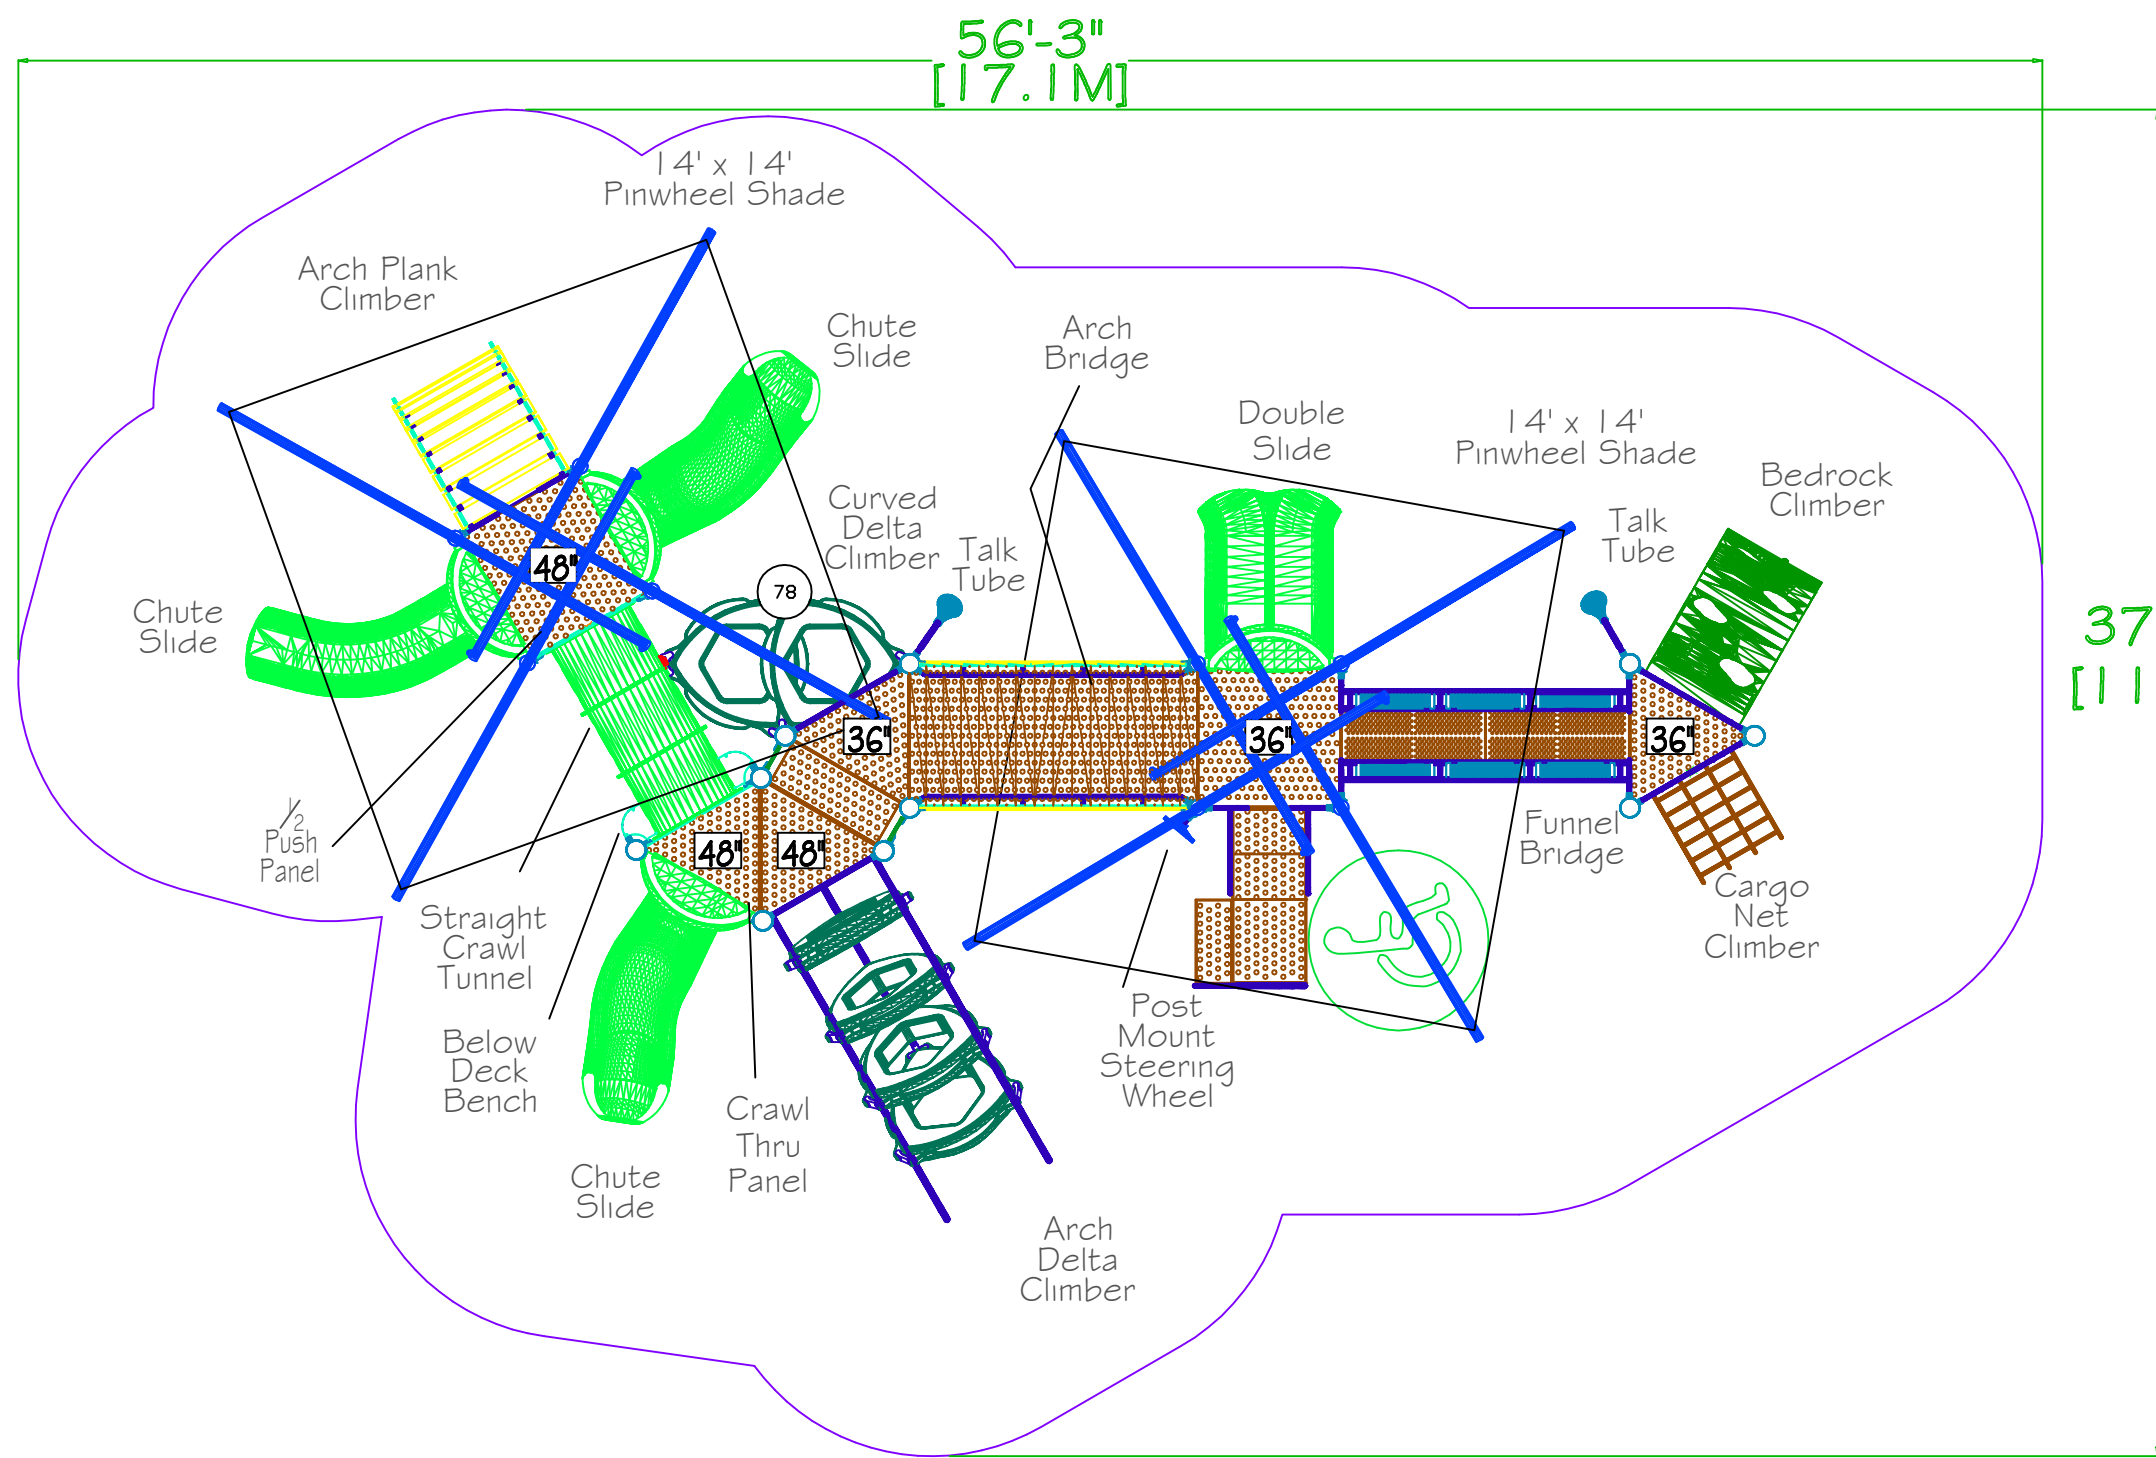 56'-3"
[17.1M]
14' x 14'
Pinwheel Shade
Arch Plank
Climber
Chute
Slide
Arch
Bridge
Double
Slide
14' x 14'
Pinwheel Shade
Bedrock
Climber
Curved
Delta
Climber
Talk
Tube
Talk
Tube
48"
78
Chute
Slide
37
[11
36"
36"
36"
½
Push
Panel
48"
48"
Funnel
Bridge
Cargo
Net
Climber
Straight
Crawl
Tunnel
Post
Mount
Steering
Wheel
Below
Deck
Bench
Crawl
Thru
Panel
Chute
Slide
Arch
Delta
Climber